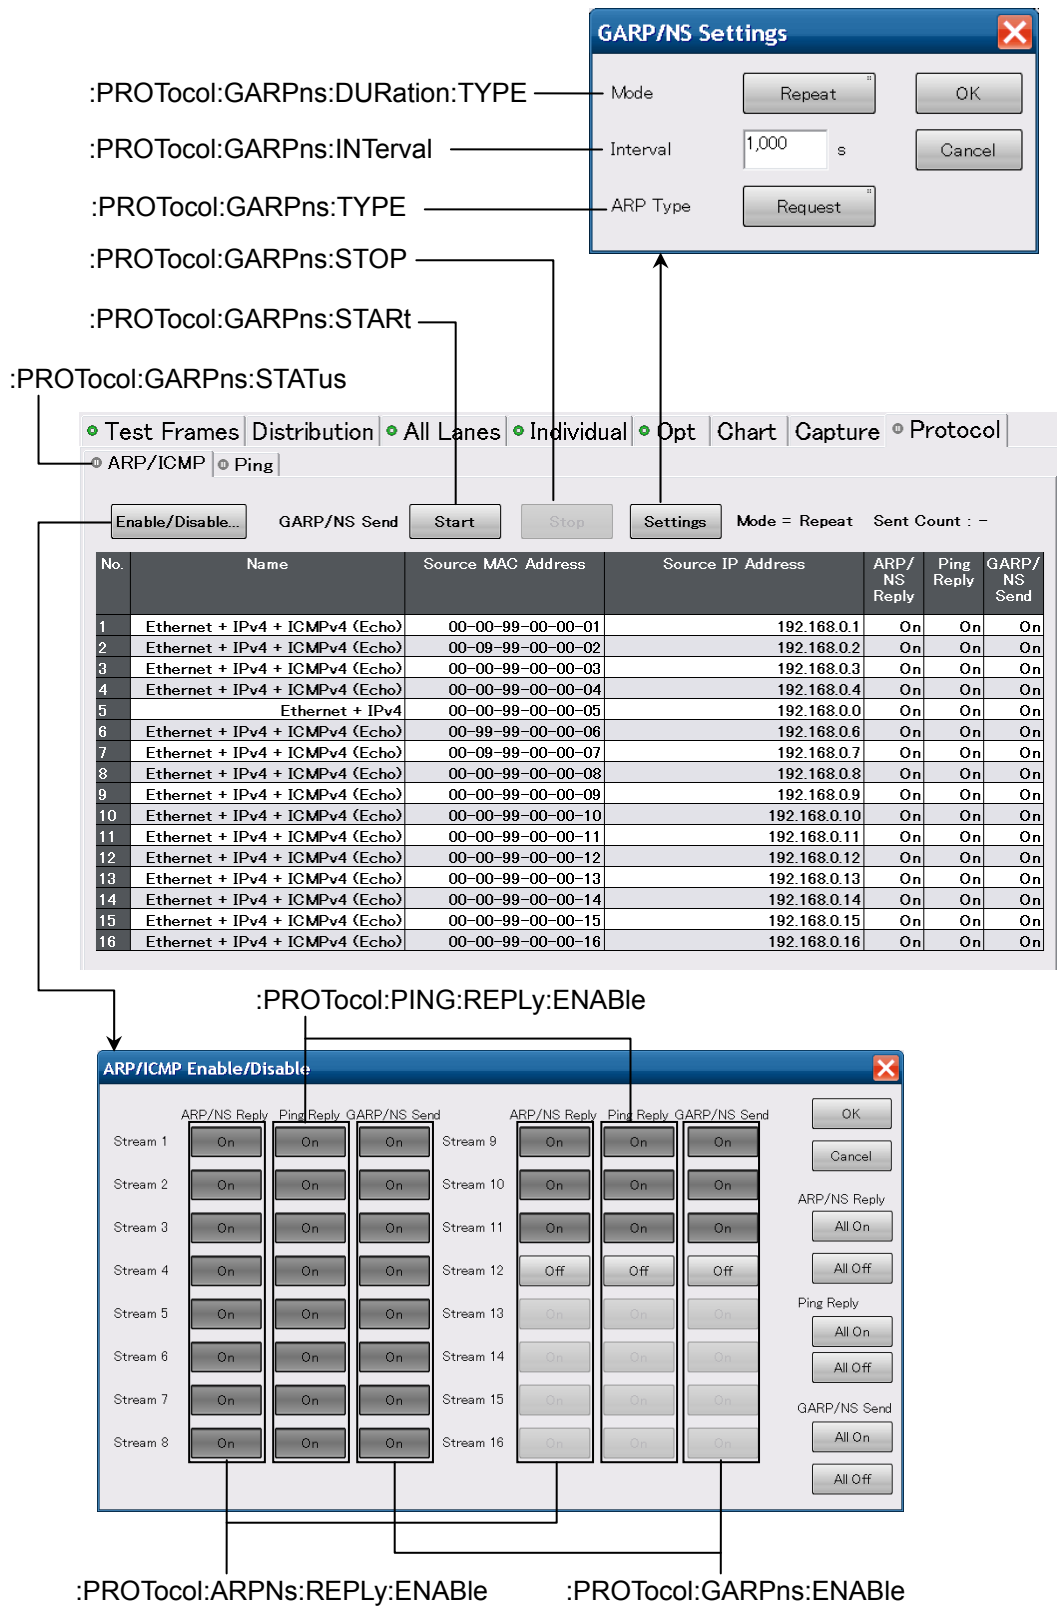 GARP/NS Settings
:PROTocol:GARPns:DURation:TYPE
Mode
Repeat
OK
:PROTocol:GARPns:INTerval
Interval
1,000
s
Cancel
:PROTocol:GARPns:TYPE
ARP Type
Request
:PROTocol:GARPns:STOP
:PROTocol:GARPns:STARt
:PROTocol:GARPns:STATus
Test Frames Distribution All Lanes Individual Opt Chart Capture Protocol
ARP/ICMP Ping
Enable/Disable... GARP/NS Send Start Stop Settings Mode = Repeat Sent Count : -
No. Name Source MAC Address Source IP Address ARP/NS Reply Ping Reply GARP/NS Send
1 Ethernet + IPv4 + ICMPv4 (Echo) 00-00-99-00-00-01 192.168.0.1 On On On
2 Ethernet + IPv4 + ICMPv4 (Echo) 00-09-99-00-00-02 192.168.0.2 On On On
3 Ethernet + IPv4 + ICMPv4 (Echo) 00-00-99-00-00-03 192.168.0.3 On On On
4 Ethernet + IPv4 + ICMPv4 (Echo) 00-00-99-00-00-04 192.168.0.4 On On On
5 Ethernet + IPv4 00-00-99-00-00-05 192.168.0.0 On On On
6 Ethernet + IPv4 + ICMPv4 (Echo) 00-99-99-00-00-06 192.168.0.6 On On On
7 Ethernet + IPv4 + ICMPv4 (Echo) 00-09-99-00-00-07 192.168.0.7 On On On
8 Ethernet + IPv4 + ICMPv4 (Echo) 00-00-99-00-00-08 192.168.0.8 On On On
9 Ethernet + IPv4 + ICMPv4 (Echo) 00-00-99-00-00-09 192.168.0.9 On On On
10 Ethernet + IPv4 + ICMPv4 (Echo) 00-00-99-00-00-10 192.168.0.10 On On On
11 Ethernet + IPv4 + ICMPv4 (Echo) 00-00-99-00-00-11 192.168.0.11 On On On
12 Ethernet + IPv4 + ICMPv4 (Echo) 00-00-99-00-00-12 192.168.0.12 On On On
13 Ethernet + IPv4 + ICMPv4 (Echo) 00-00-99-00-00-13 192.168.0.13 On On On
14 Ethernet + IPv4 + ICMPv4 (Echo) 00-00-99-00-00-14 192.168.0.14 On On On
15 Ethernet + IPv4 + ICMPv4 (Echo) 00-00-99-00-00-15 192.168.0.15 On On On
16 Ethernet + IPv4 + ICMPv4 (Echo) 00-00-99-00-00-16 192.168.0.16 On On On
:PROTocol:PING:REPLy:ENABle
ARP/ICMP Enable/Disable
ARP/NS Reply Ping Reply GARP/NS Send ARP/NS Reply Ping Reply GARP/NS Send OK
Stream 1 On On On Stream 9 On On On
Cancel
Stream 2 On On On Stream 10 On On On
ARP/NS Reply
Stream 3 On On On Stream 11 On On On All On
Stream 4 On On On Stream 12 Off Off Off All Off
Ping Reply
Stream 5 On On On Stream 13 On On On
All On
Stream 6 On On On Stream 14 On On On
All Off
Stream 7 On On On Stream 15 On On On
GARP/NS Send
Stream 8 On On On Stream 16 On On On All On
All Off
:PROTocol:ARPNs:REPLy:ENABle
:PROTocol:GARPns:ENABle